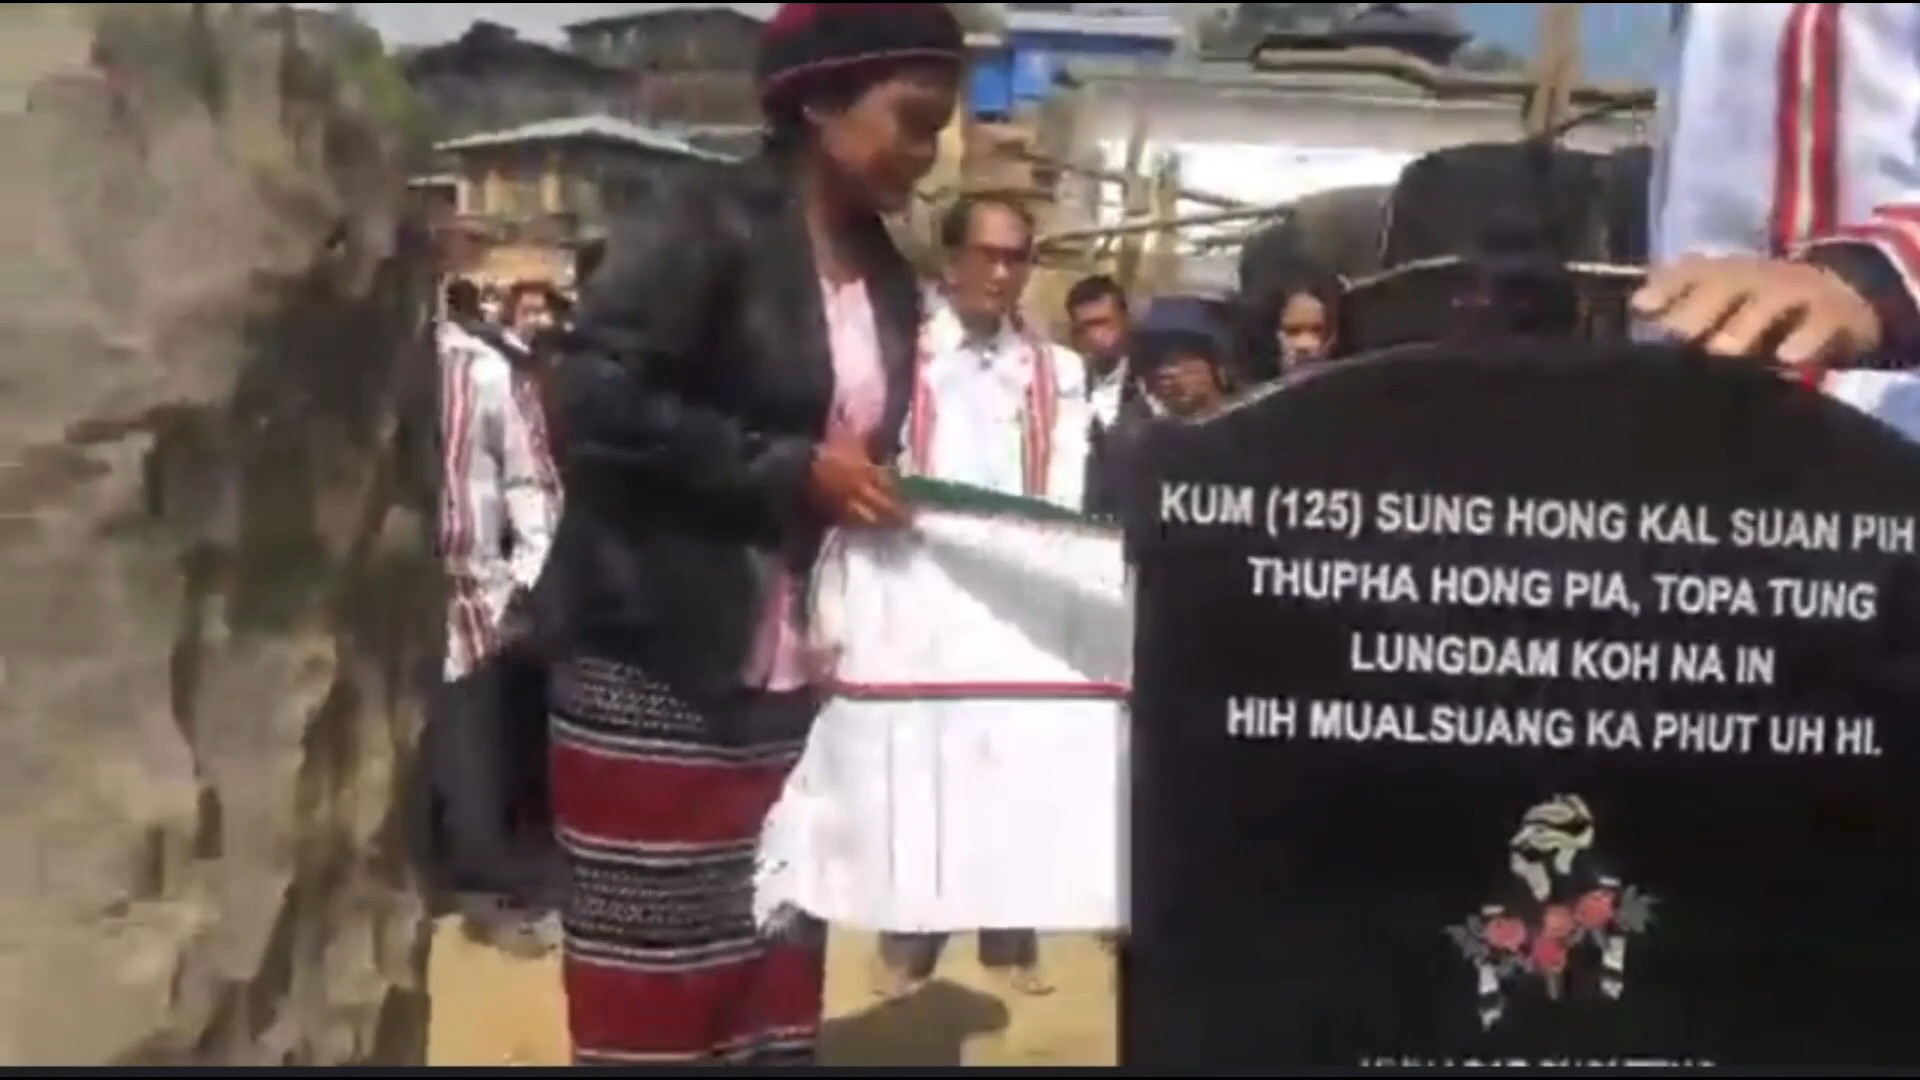 KUM (125) SUNG HONG KAL SUAN PIH
THUPHA HONG PIA, TOPA TUNG
LUNGDAM KOH NA IN
HIH MUALSUANG KA PHUT UH HI.